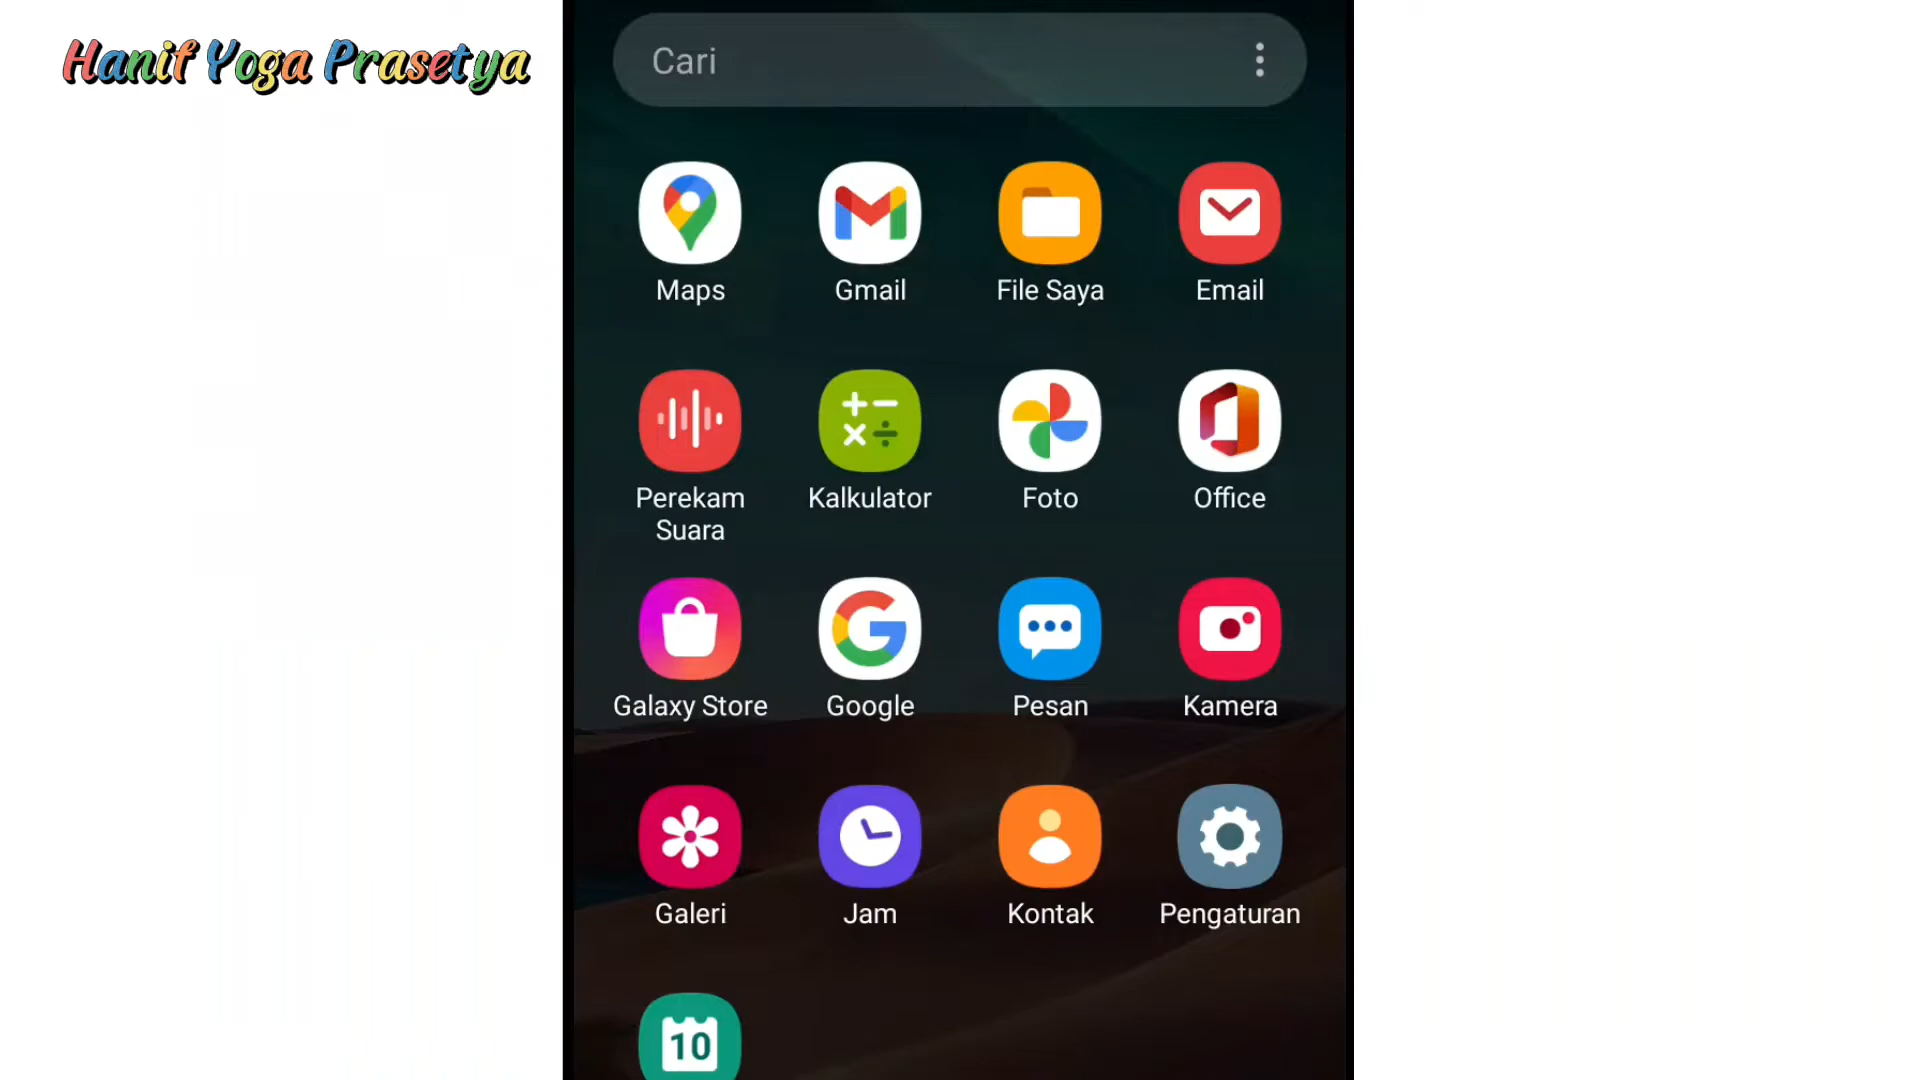 Hanif Yoga Prasetya
Cari
Maps
Gmail
File Saya
Email
Perekam
Suara
Kalkulator
Foto
Office
Galaxy Store
Google
Pesan
Kamera
Galeri
Jam
Kontak
Pengaturan
10